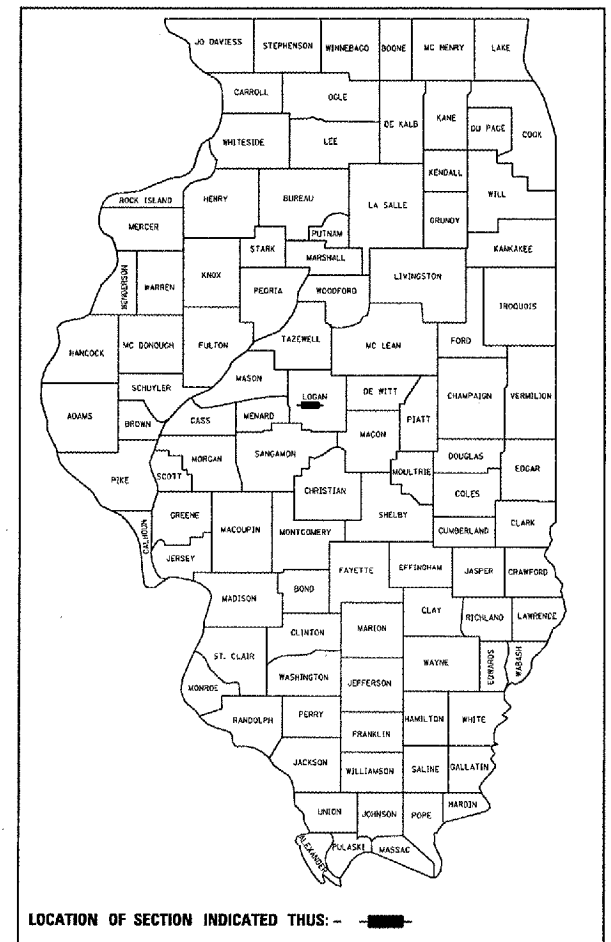 JO DAVIESS STEPHENSON WINNEBAGO BOONE MC HENRY LAKE
CARROLL OGLE DE KALB KANE DU PAGE COOK
WHITESIDE LEE
KENDALL WILL
ROCK ISLAND HENRY BUREAU LA SALLE GRUNDY
MERCER PUTNAM
STARK MARSHALL KANKAKEE
HENDERSON WARREN KNOX PEORIA WOODFORD LIVINGSTON IROQUOIS
HANCOCK MC DONOUGH FULTON TAZEWELL MC LEAN FORD
MASON
SCHUYLER LOGAN DE WITT CHAMPAIGN VERMILION
ADAMS BROWN CASS MENARD PIATT
MACON
MORGAN SANGAMON DOUGLAS
PIKE SCOTT MOULTRIE EDGAR
CHRISTIAN COLES
GREENE SHELBY
CALHOUN MACOUPIN MONTGOMERY CUMBERLAND CLARK
JERSEY
FAYETTE EFFINGHAM JASPER CRAWFORD
MADISON BOND
CLAY RICHLAND LAWRENCE
CLINTON MARION
ST. CLAIR WAYNE EDWARDS WABASH
WASHINGTON JEFFERSON
MONROE
RANDOLPH PERRY HAMILTON WHITE
FRANKLIN
JACKSON WILLIAMSON SALINE GALLATIN
UNION JOHNSON POPE HARDIN
ALEXANDER PULASKI MASSAC
LOCATION OF SECTION INDICATED THUS: -